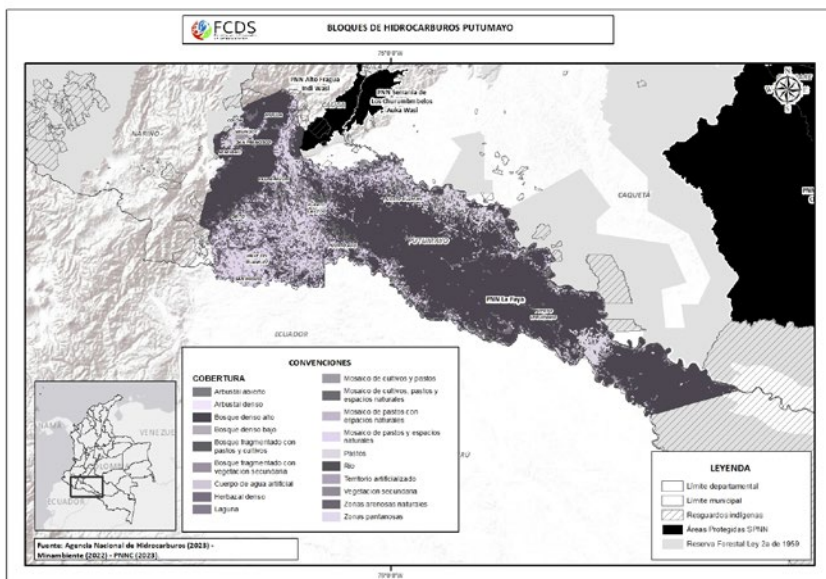 FCDS
BLOQUES DE HIDROCARBUROS PUTUMAYO
PNN Alto Fragua
Indi Wasi
PNN Serranía de
Los Churumbelos
Auka Wasi
NARIÑO
CAQUETÁ
PUTUMAYO
PNN La Paya
ECUADOR
CONVENCIONES
COBERTURA
Arbustal abierto
Arbustal denso
Bosque denso alto
Bosque denso bajo
Bosque fragmentado con
pastos y cultivos
Bosque fragmentado con
vegetación secundaria
Cuerpo de agua artificial
Herbazal denso
Laguna
Mosaico de cultivos y pastos
Mosaico de cultivos, pastos y
espacios naturales
Mosaico de pastos con
espacios naturales
Mosaico de pastos y espacios
naturales
Pastos
Río
Territorio artificializado
Vegetación secundaria
Zonas arenosas naturales
Zonas pantanosas
LEYENDA
Límite departamental
Límite municipal
Resguardos indígenas
Áreas Protegidas SPNN
Reserva Forestal Ley 2a de 1959
ECUADOR
Fuente: Agencia Nacional de Hidrocarburos (2023) -
Minambiente (2022) - PNNC (2023).